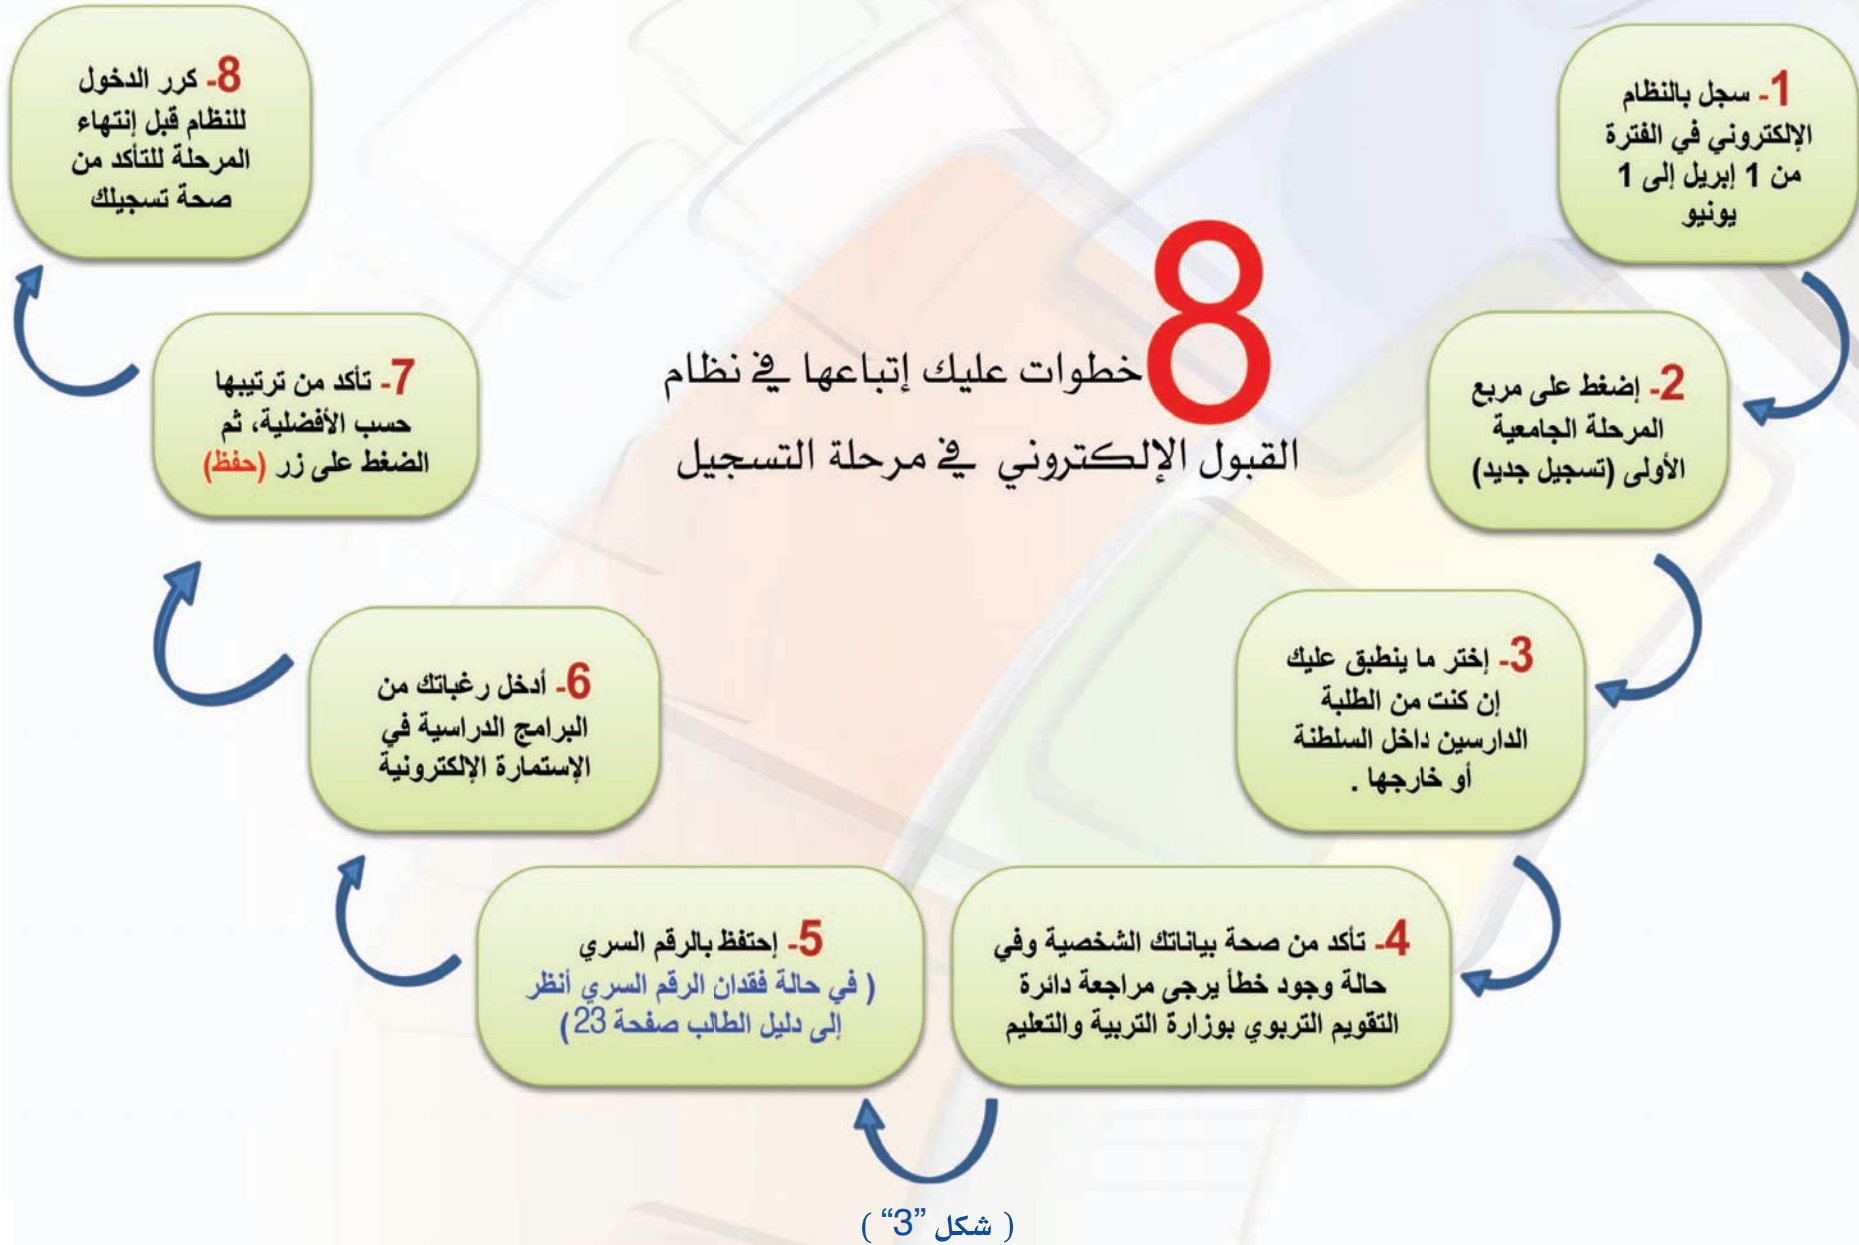 8 خطوات عليك إتباعها في نظام
القبول الإلكتروني في مرحلة التسجيل
1- سجل بالنظام
الإلكتروني في الفترة
من 1 إبريل إلى 1
يونيو
2- إضغط على مربع
المرحلة الجامعية
الأولى (تسجيل جديد)
3- إختر ما ينطبق عليك
إن كنت من الطلبة
الدارسين داخل السلطنة
أو خارجها .
4- تأكد من صحة بياناتك الشخصية وفي
حالة وجود خطأ يرجى مراجعة دائرة
التقويم التربوي بوزارة التربية والتعليم
5- إحتفظ بالرقم السري
( في حالة فقدان الرقم السري أنظر
إلى دليل الطالب صفحة 23)
6- أدخل رغباتك من
البرامج الدراسية في
الإستمارة الإلكترونية
7- تأكد من ترتيبها
حسب الأفضلية، ثم
الضغط على زر (حفظ)
8- كرر الدخول
للنظام قبل إنتهاء
المرحلة للتأكد من
صحة تسجيلك
( شكل ”3“ )